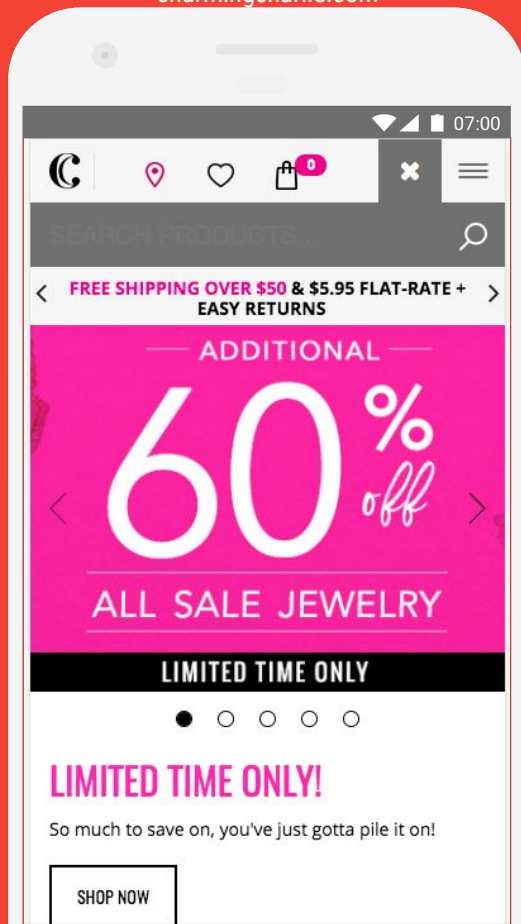 charmingcharlie.com
07:00
0
SEARCH PRODUCTS...
FREE SHIPPING OVER $50 & $5.95 FLAT-RATE +
EASY RETURNS
ADDITIONAL
60% off
ALL SALE JEWELRY
LIMITED TIME ONLY
LIMITED TIME ONLY!
So much to save on, you've just gotta pile it on!
SHOP NOW